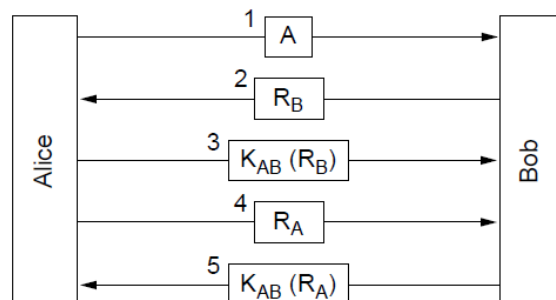 Alice
Bob
1 A
2 R_B
3 K_AB (R_B)
4 R_A
5 K_AB (R_A)